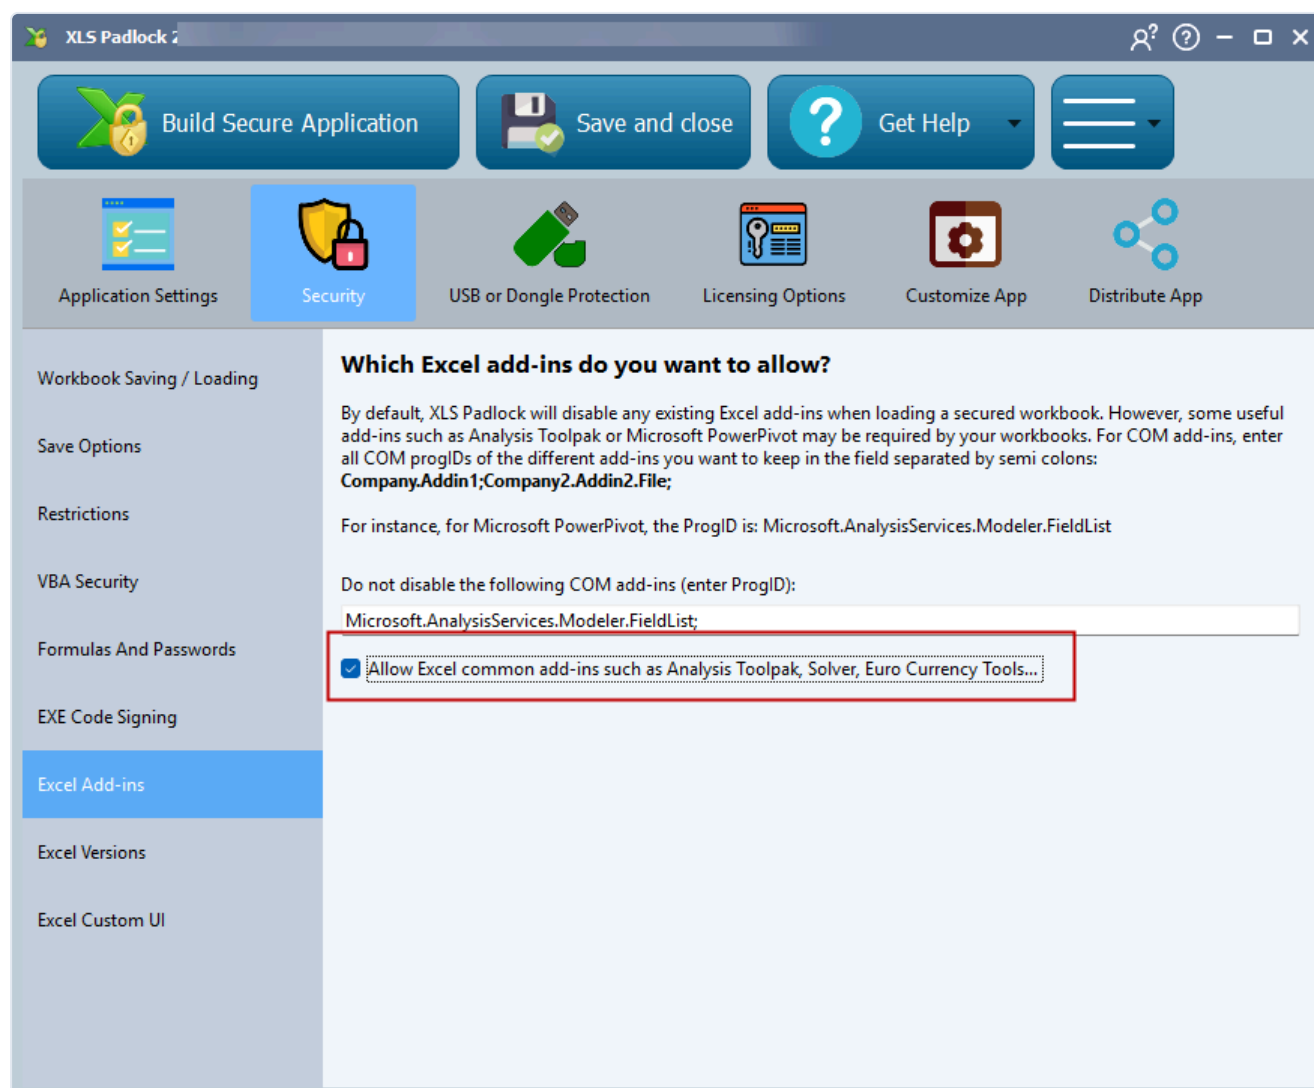 XLS Padlock 2
Build Secure Application
Save and close
Get Help
Application Settings
Security
USB or Dongle Protection
Licensing Options
Customize App
Distribute App
Workbook Saving / Loading
Save Options
Restrictions
VBA Security
Formulas And Passwords
EXE Code Signing
Excel Add-ins
Excel Versions
Excel Custom UI
Which Excel add-ins do you want to allow?
By default, XLS Padlock will disable any existing Excel add-ins when loading a secured workbook. However, some useful
add-ins such as Analysis Toolpak or Microsoft PowerPivot may be required by your workbooks. For COM add-ins, enter
all COM progIDs of the different add-ins you want to keep in the field separated by semi colons:
Company.Addin1;Company2.Addin2.File;
For instance, for Microsoft PowerPivot, the ProgID is: Microsoft.AnalysisServices.Modeler.FieldList
Do not disable the following COM add-ins (enter ProgID):
Microsoft.AnalysisServices.Modeler.FieldList;
Allow Excel common add-ins such as Analysis Toolpak, Solver, Euro Currency Tools...